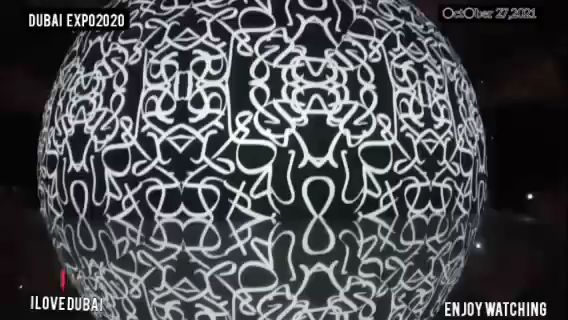 DUBAI EXPO2020
OctOber 27,2021
I LOVE DUBAI
ENJOY WATCHING